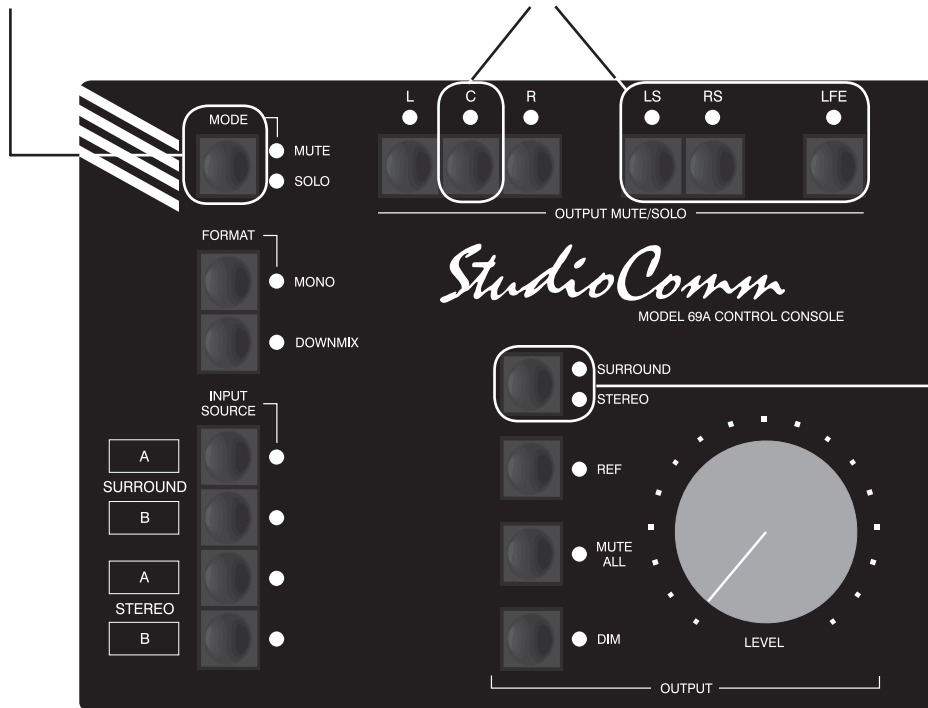 MODE
MUTE
SOLO
L C R LS RS LFE
OUTPUT MUTE/SOLO
FORMAT
MONO
DOWNMIX
StudioComm
MODEL 69A CONTROL CONSOLE
INPUT
SOURCE
A
SURROUND
B
A
STEREO
B
SURROUND
STEREO
REF
MUTE
ALL
DIM
LEVEL
OUTPUT